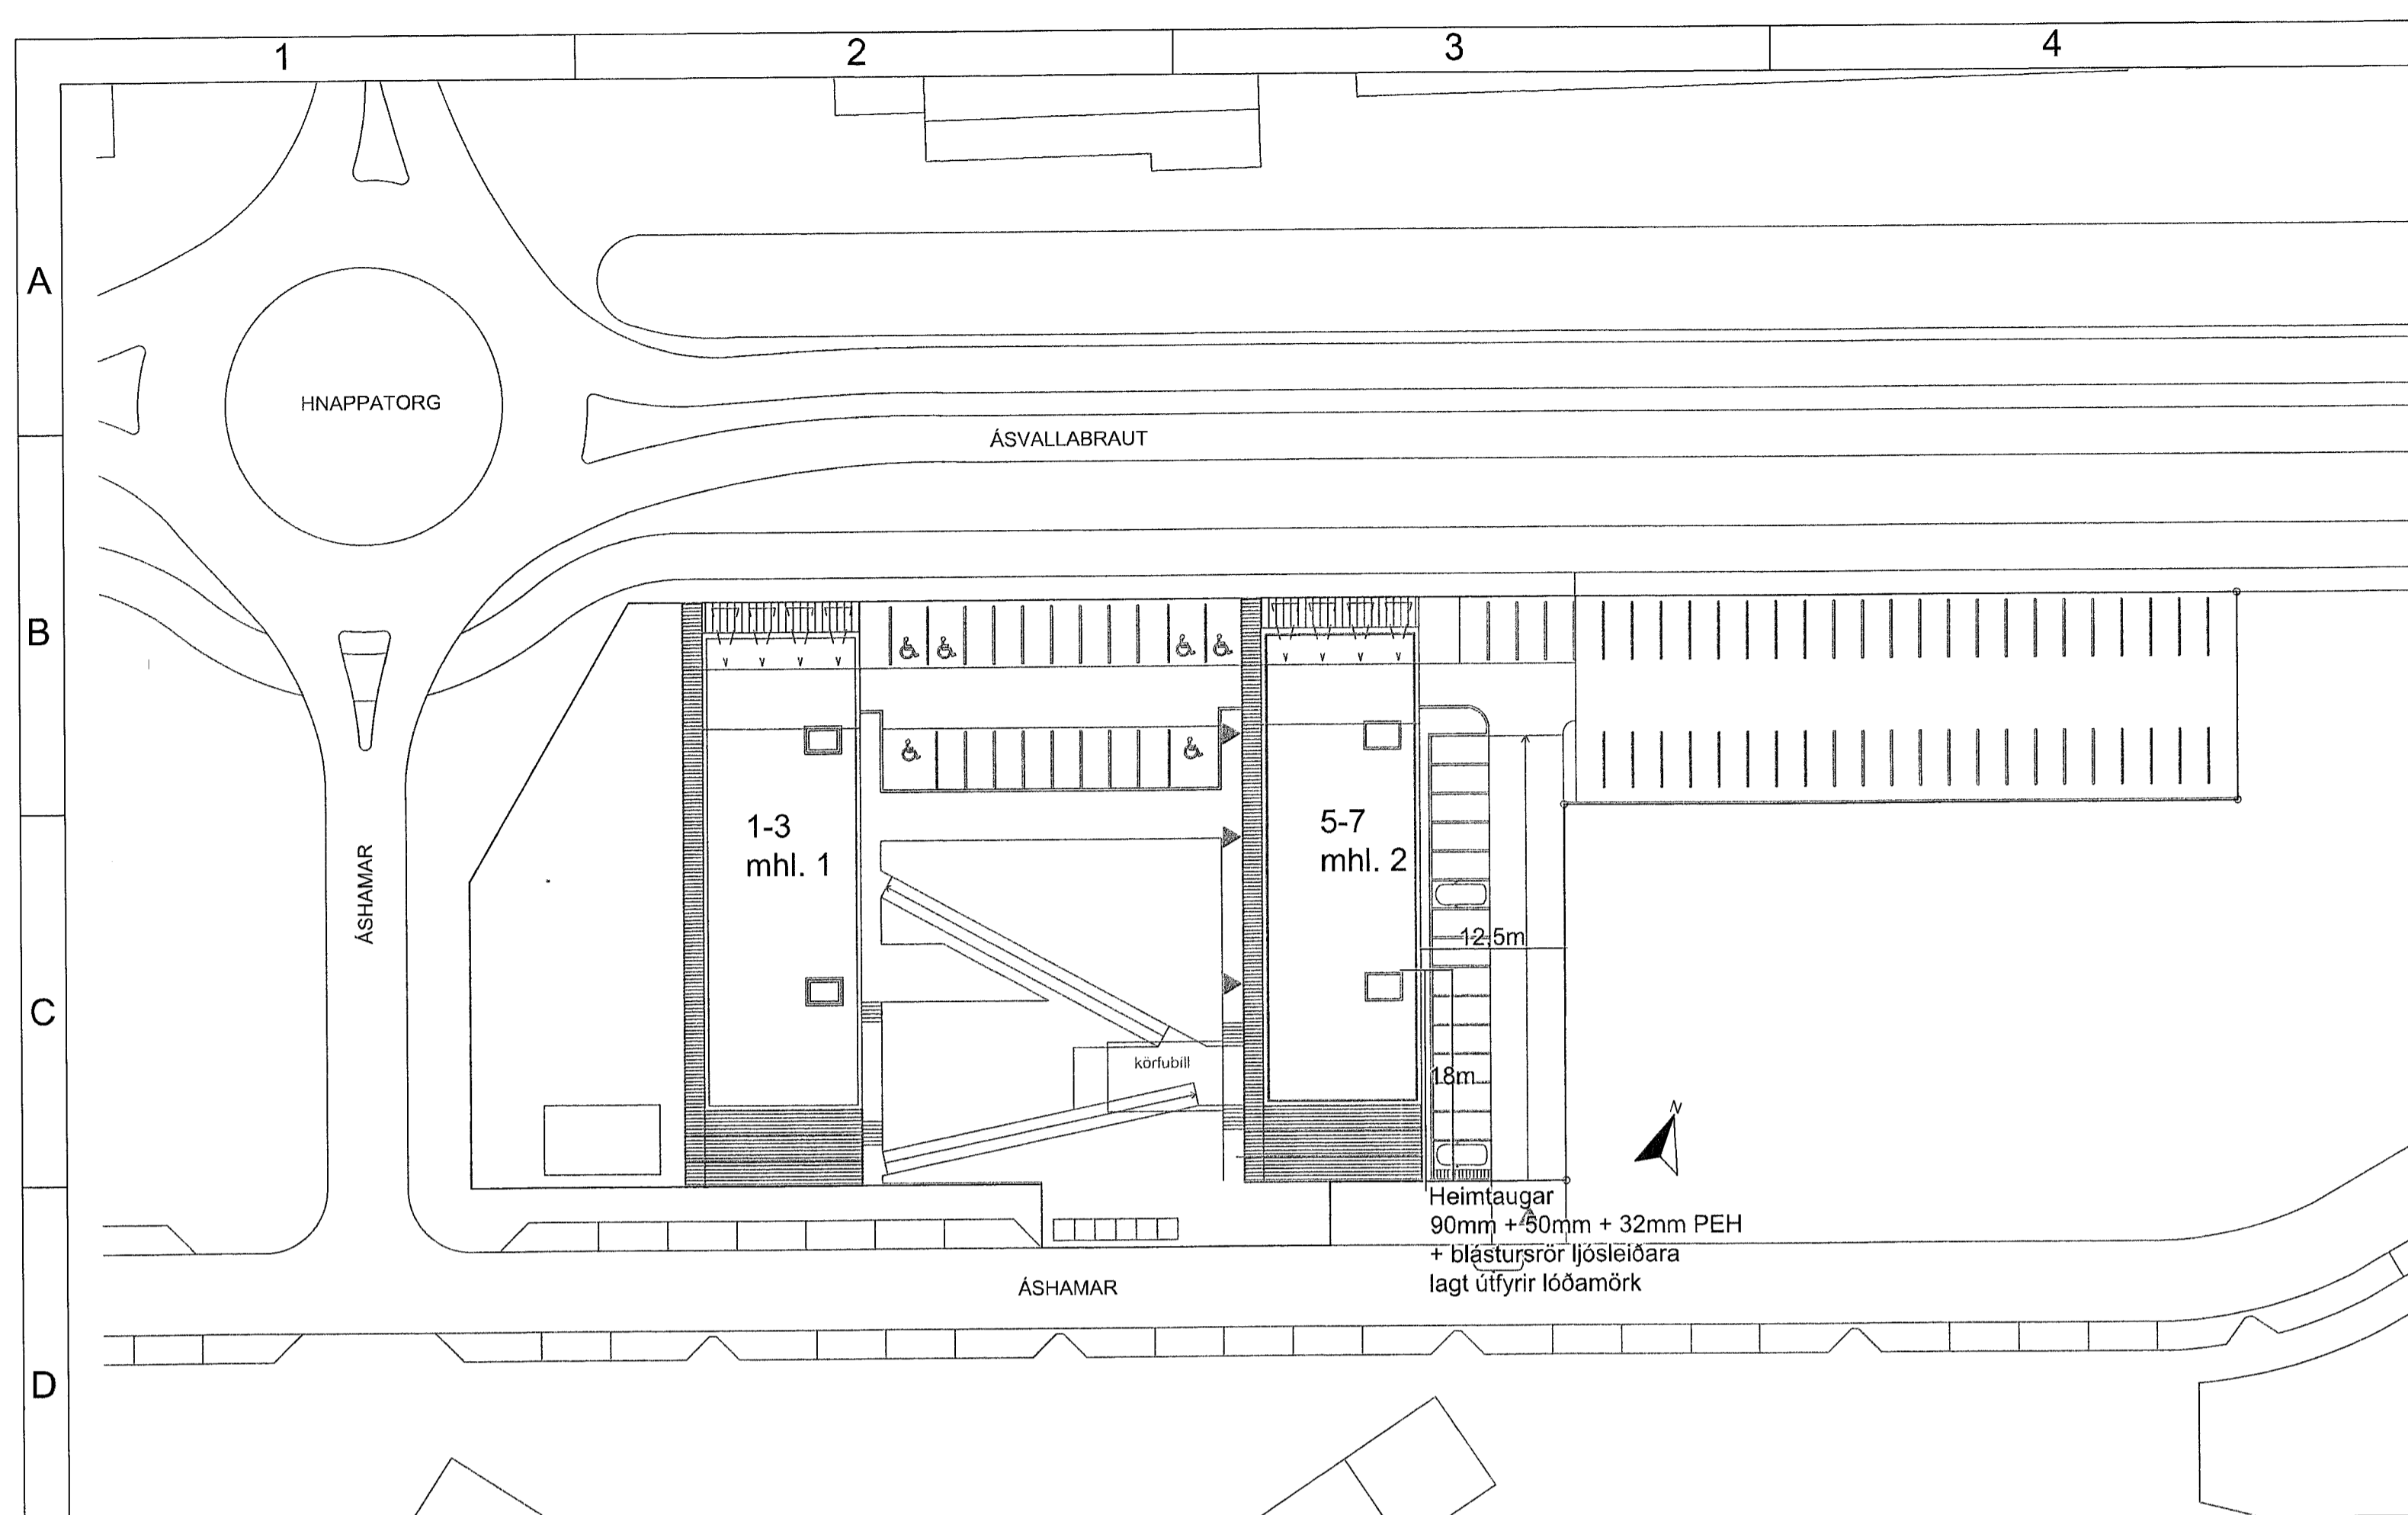 1
2
3
4
A
HNAPPATORG
ÁSVALLABRAUT
B
v v v v
v v v v
1-3
mhl. 1
5-7
mhl. 2
ÁSHAMAR
12,5m
C
körfubíll
18m
N
Heimtaugar
90mm + 50mm + 32mm PEH
+ blástursrör ljósleiðara
lagt útfyrir lóðamörk
ÁSHAMAR
D